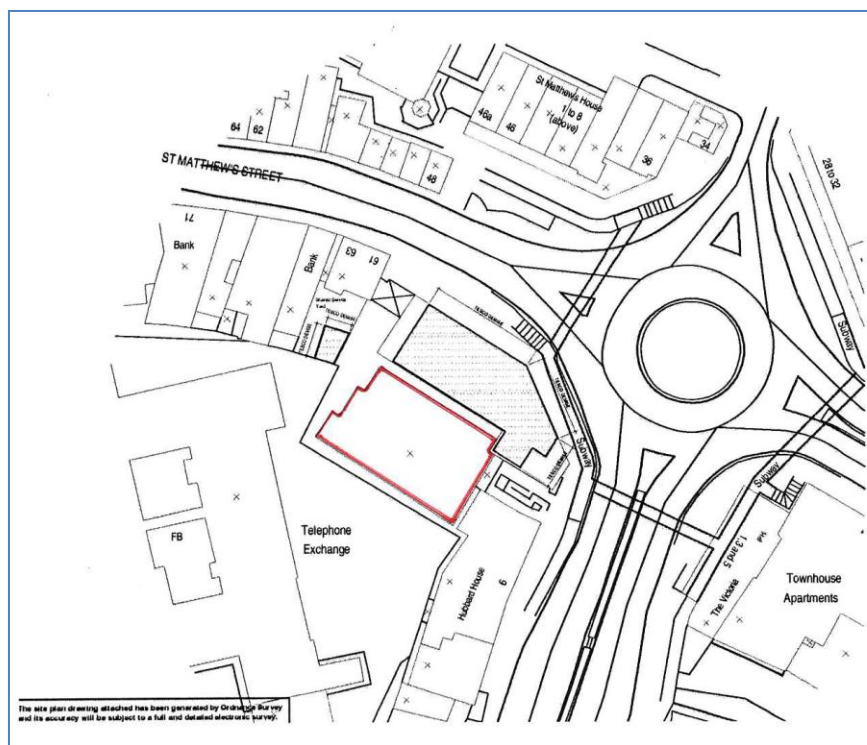 St Matthews House
1 to 8
(above)
46a
46
36
34
28 to 32
64
62
48
ST MATTHEW'S STREET
71
Bank
Bank
63
61
Subway
Subway
Subway
FB
Telephone
Exchange
Hubbard House
9
1, 3 and 5
The Victoria
PH
Townhouse
Apartments
The site plan drawing attached has been generated by Ordnance Survey
and its accuracy will be subject to a full and detailed electronic survey.